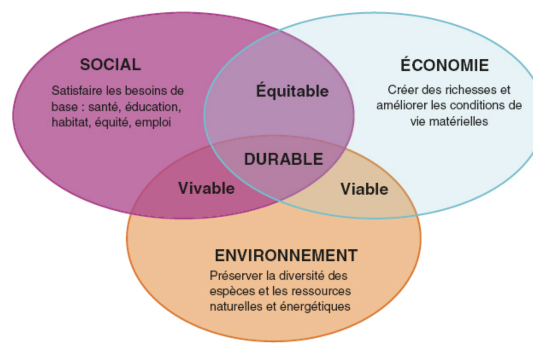 SOCIAL
Satisfaire les besoins de
base : santé, éducation,
habitat, équité, emploi
Équitable
ÉCONOMIE
Créer des richesses et
améliorer les conditions de
vie matérielles
DURABLE
Vivable
Viable
ENVIRONNEMENT
Préserver la diversité des
espèces et les ressources
naturelles et énergétiques